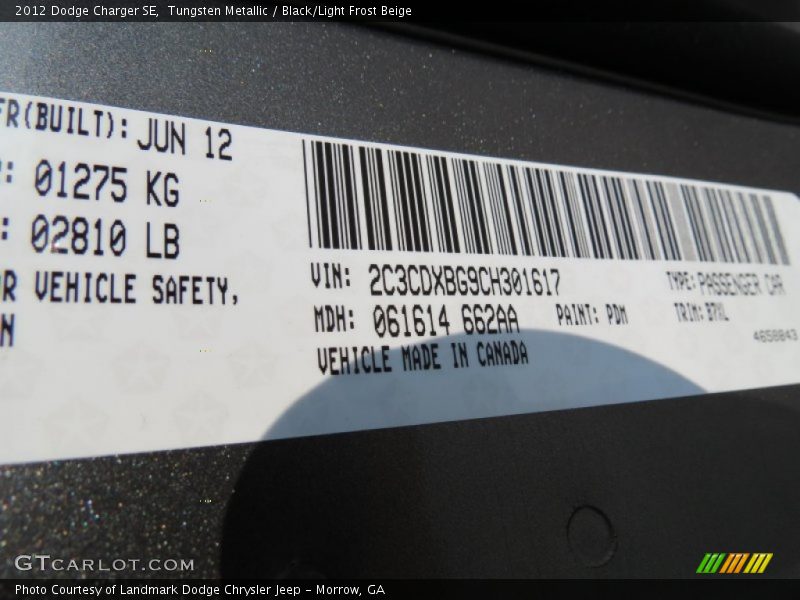 2012 Dodge Charger SE, Tungsten Metallic / Black/Light Frost Beige
FR(BUILT): JUN 12
: 01275 KG
: 02810 LB
OR VEHICLE SAFETY,
N
VIN: 2C3CDXBG9CH301617
TYPE: PASSENGER CAR
MDH: 061614 662AA
PAINT: PDM
TRIM:
VEHICLE MADE IN CANADA
4658043
GTCARLOT.COM
Photo Courtesy of Landmark Dodge Chrysler Jeep – Morrow, GA